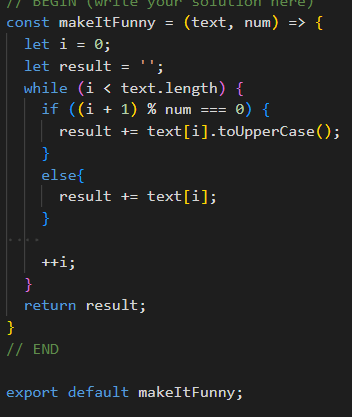 // BEGIN (write your solution here)
const makeItFunny = (text, num) => {
  let i = 0;
  let result = '';
  while (i < text.length) {
    if ((i + 1) % num === 0) {
      result += text[i].toUpperCase();
    }
    else{
      result += text[i];
    }
    ++i;
  }
  return result;
}
// END
export default makeItFunny;